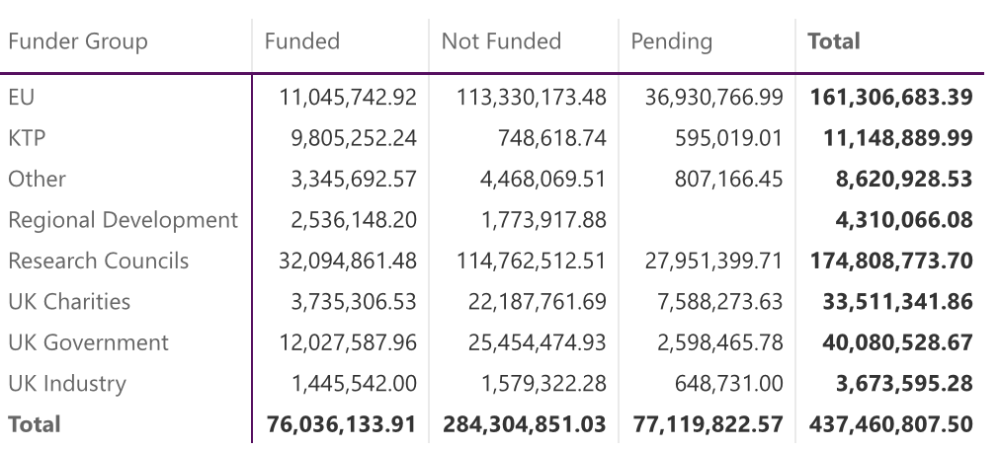 Funder Group Funded Not Funded Pending Total
EU 11,045,742.92 113,330,173.48 36,930,766.99 161,306,683.39
KTP 9,805,252.24 748,618.74 595,019.01 11,148,889.99
Other 3,345,692.57 4,468,069.51 807,166.45 8,620,928.53
Regional Development 2,536,148.20 1,773,917.88 4,310,066.08
Research Councils 32,094,861.48 114,762,512.51 27,951,399.71 174,808,773.70
UK Charities 3,735,306.53 22,187,761.69 7,588,273.63 33,511,341.86
UK Government 12,027,587.96 25,454,474.93 2,598,465.78 40,080,528.67
UK Industry 1,445,542.00 1,579,322.28 648,731.00 3,673,595.28
Total 76,036,133.91 284,304,851.03 77,119,822.57 437,460,807.50